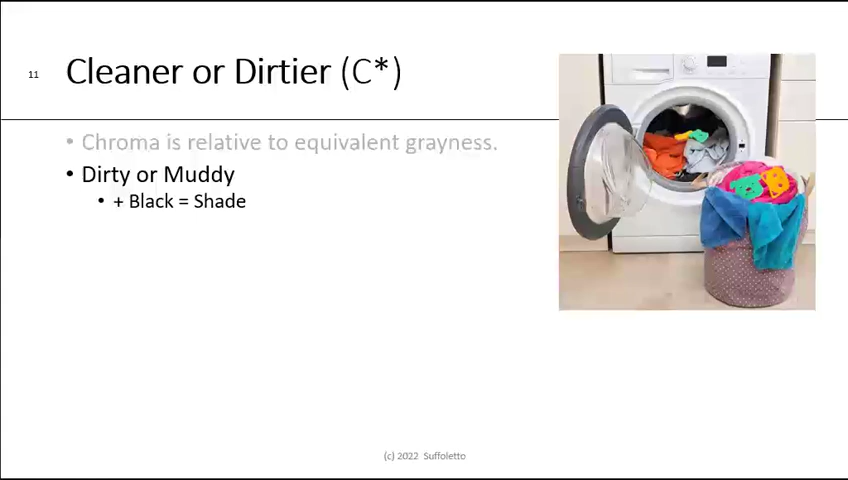 11
Cleaner or Dirtier (C*)
• Chroma is relative to equivalent grayness.
• Dirty or Muddy
• + Black = Shade
(c) 2022 Suffoletto